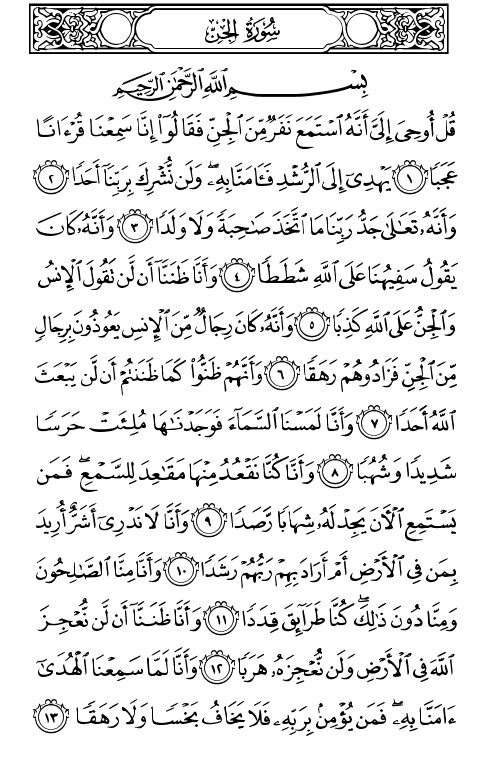 سُورَةُ الجِنِّ
بِسْمِ ٱللَّهِ ٱلرَّحْمَٰنِ ٱلرَّحِيمِ
قُلْ أُوحِىَ إِلَىَّ أَنَّهُ ٱسْتَمَعَ نَفَرٌ مِّنَ ٱلْجِنِّ فَقَالُوٓا۟ إِنَّا سَمِعْنَا قُرْءَانًا
عَجَبًا ١ يَهْدِىٓ إِلَى ٱلرُّشْدِ فَـَٔامَنَّا بِهِۦ ۖ وَلَن نُّشْرِكَ بِرَبِّنَآ أَحَدًا ٢
وَأَنَّهُۥ تَعَٰلَىٰ جَدُّ رَبِّنَا مَا ٱتَّخَذَ صَٰحِبَةً وَلَا وَلَدًا ٣ وَأَنَّهُۥ كَانَ
يَقُولُ سَفِيهُنَا عَلَى ٱللَّهِ شَطَطًا ٤ وَأَنَّا ظَنَنَّآ أَن لَّن تَقُولَ ٱلْإِنسُ
وَٱلْجِنُّ عَلَى ٱللَّهِ كَذِبًا ٥ وَأَنَّهُۥ كَانَ رِجَالٌ مِّنَ ٱلْإِنسِ يَعُوذُونَ بِرِجَالٍ
مِّنَ ٱلْجِنِّ فَزَادُوهُمْ رَهَقًا ٦ وَأَنَّهُمْ ظَنُّوا۟ كَمَا ظَنَنتُمْ أَن لَّن يَبْعَثَ
ٱللَّهُ أَحَدًا ٧ وَأَنَّا لَمَسْنَا ٱلسَّمَآءَ فَوَجَدْنَٰهَا مُلِئَتْ حَرَسًا
شَدِيدًا وَشُهُبًا ٨ وَأَنَّا كُنَّا نَقْعُدُ مِنْهَا مَقَٰعِدَ لِلسَّمْعِ ۖ فَمَن
يَسْتَمِعِ ٱلْـَٔانَ يَجِدْ لَهُۥ شِهَابًا رَّصَدًا ٩ وَأَنَّا لَا نَدْرِىٓ أَشَرٌّ أُرِيدَ
بِمَن فِى ٱلْأَرْضِ أَمْ أَرَادَ بِهِمْ رَبُّهُمْ رَشَدًا ١٠ وَأَنَّا مِنَّا ٱلصَّٰلِحُونَ
وَمِنَّا دُونَ ذَٰلِكَ ۖ كُنَّا طَرَآئِقَ قِدَدًا ١١ وَأَنَّا ظَنَنَّآ أَن لَّن نُّعْجِزَ
ٱللَّهَ فِى ٱلْأَرْضِ وَلَن نُّعْجِزَهُۥ هَرَبًا ١٢ وَأَنَّا لَمَّا سَمِعْنَا ٱلْهُدَىٰٓ
ءَامَنَّا بِهِۦ ۖ فَمَن يُؤْمِنۢ بِرَبِّهِۦ فَلَا يَخَافُ بَخْسًا وَلَا رَهَقًا ١٣